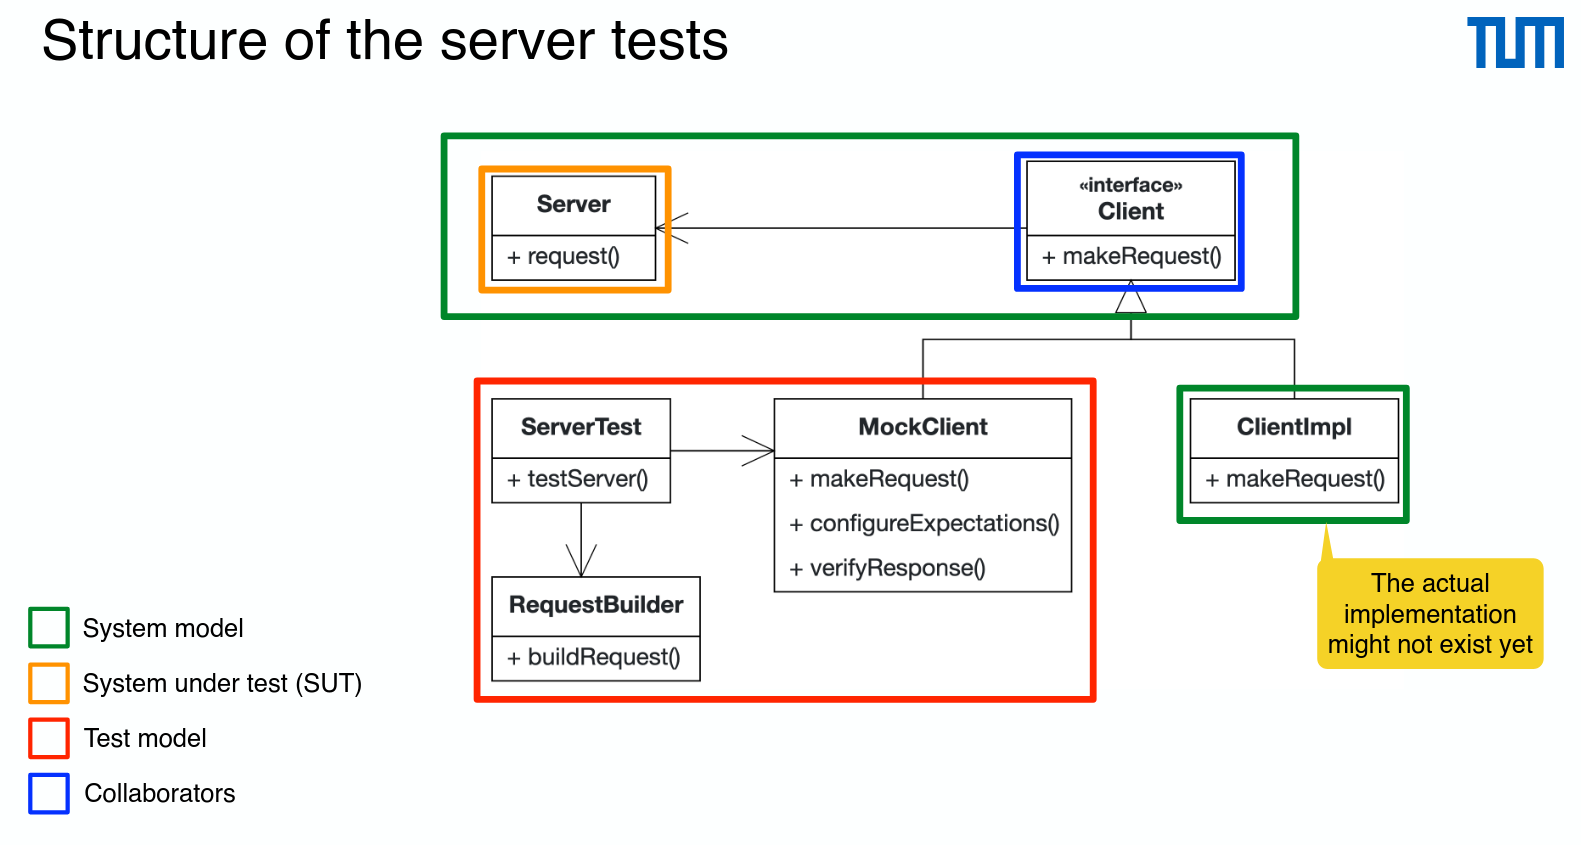 Structure of the server tests
TUM
Server
+ request()
«interface»
Client
+ makeRequest()
ServerTest
+ testServer()
MockClient
+ makeRequest()
+ configureExpectations()
+ verifyResponse()
ClientImpl
+ makeRequest()
RequestBuilder
+ buildRequest()
The actual
implementation
might not exist yet
System model
System under test (SUT)
Test model
Collaborators